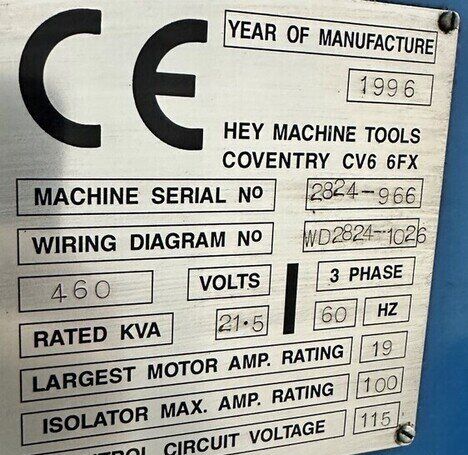 CE
YEAR OF MANUFACTURE
1996
HEY MACHINE TOOLS
COVENTRY CV6 6FX
MACHINE SERIAL Nº 2824-966
WIRING DIAGRAM Nº WD2824-1026
460 VOLTS 3 PHASE
RATED KVA 21·5 60 HZ
LARGEST MOTOR AMP. RATING 19
ISOLATOR MAX. AMP. RATING 100
CIRCUIT VOLTAGE 115